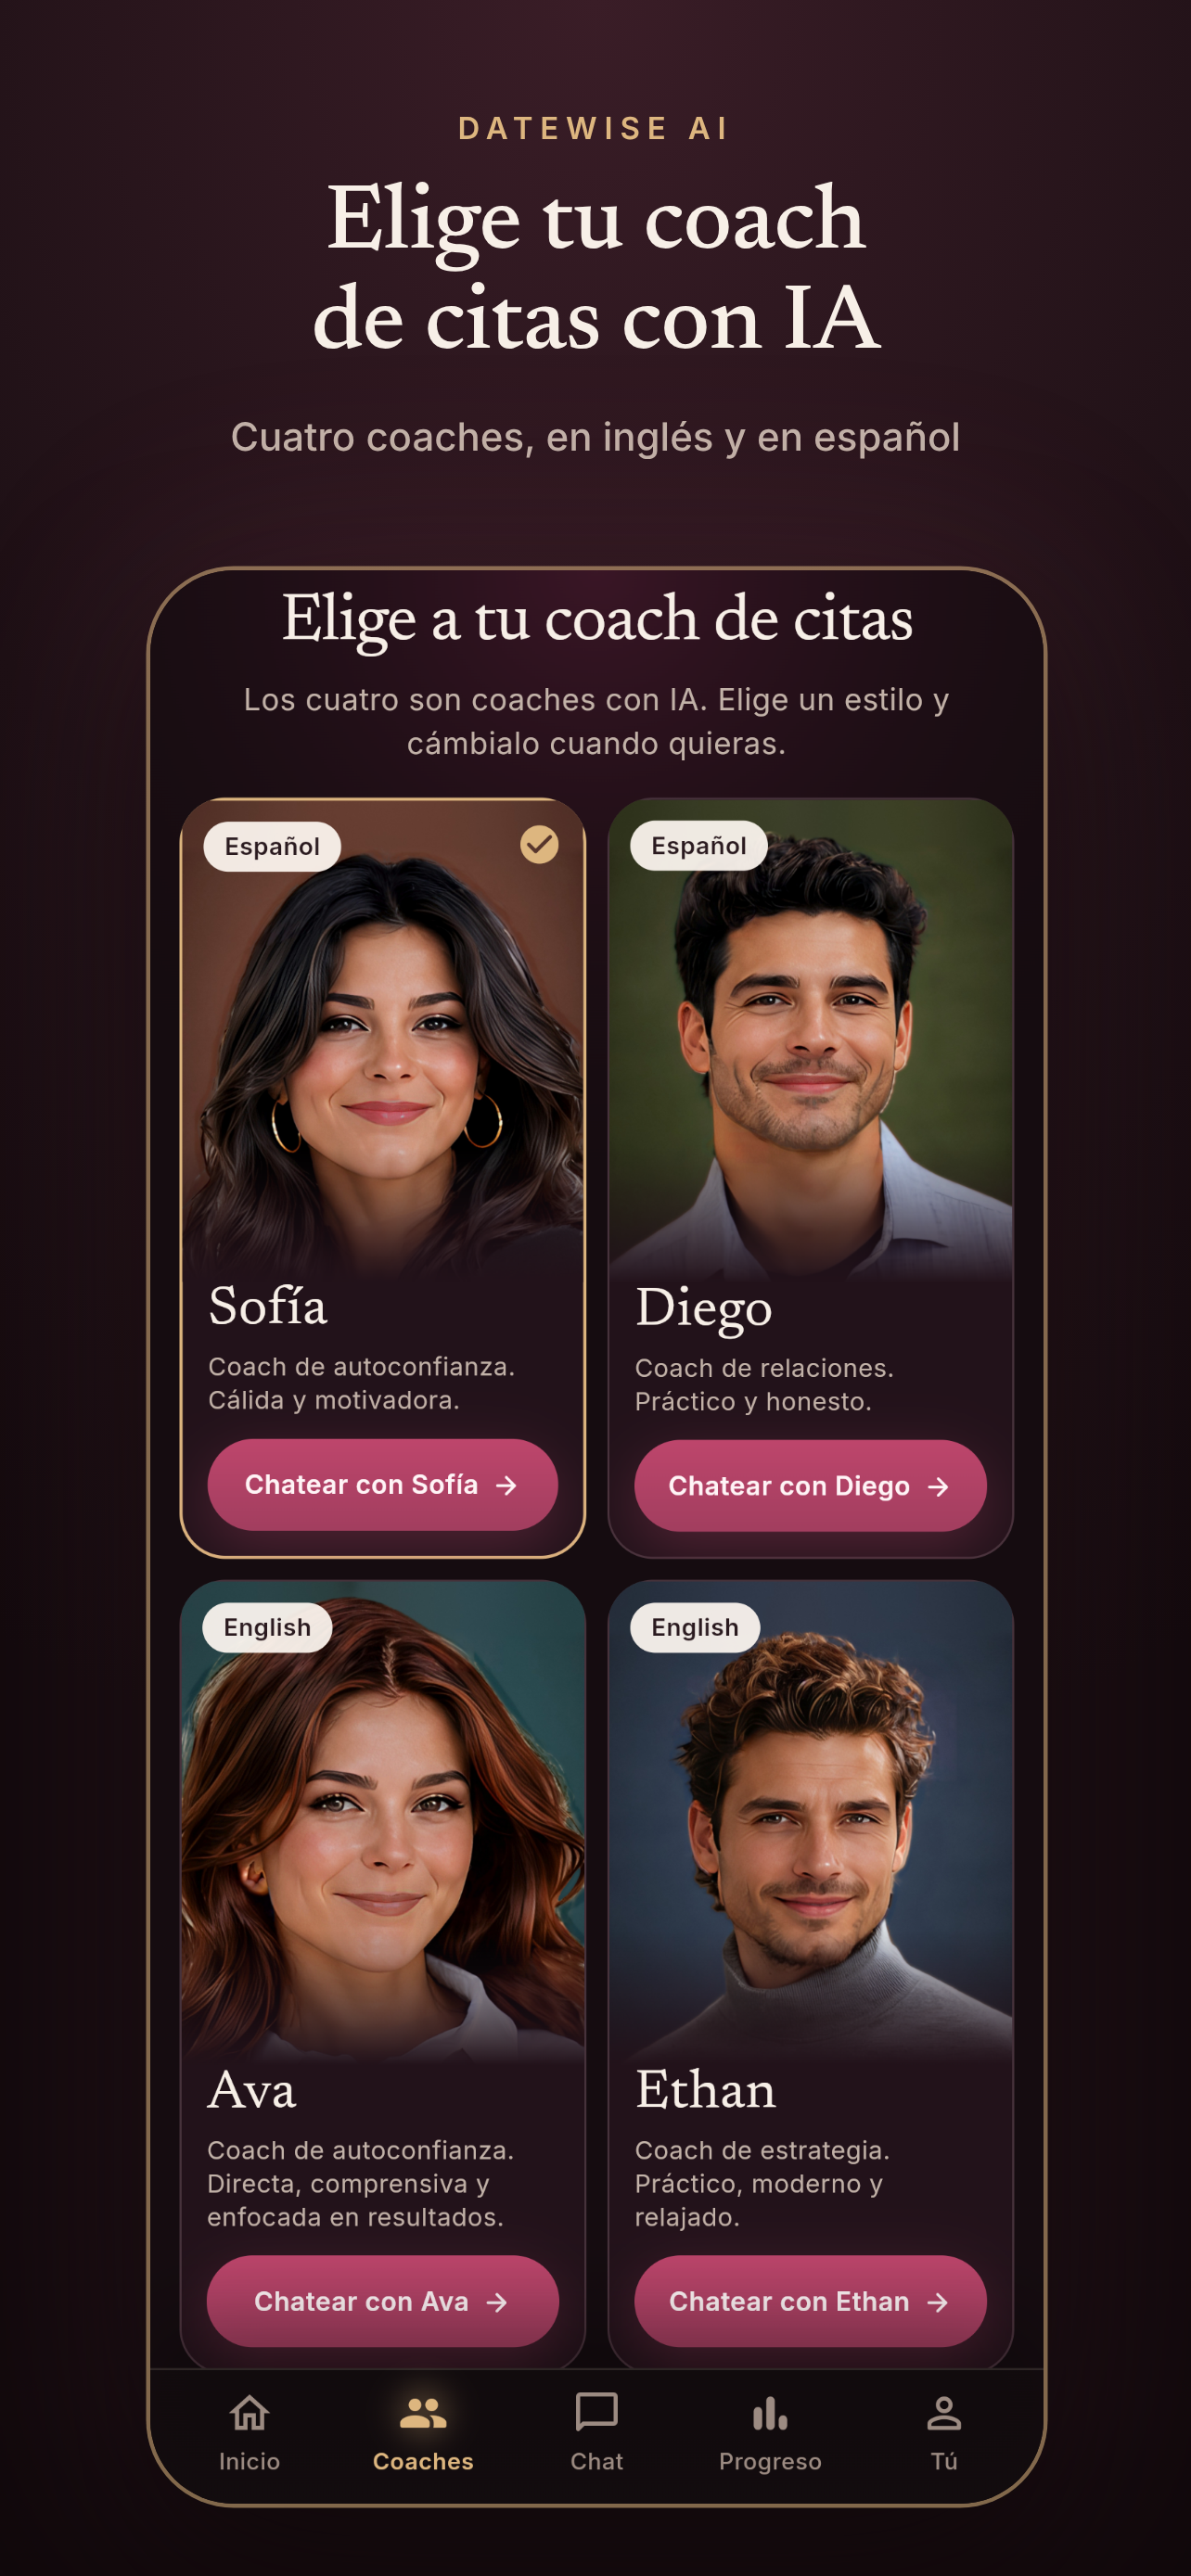 DATEWISE AI
Elige tu coach
de citas con IA
Cuatro coaches, en inglés y en español
Elige a tu coach de citas
Los cuatro son coaches con IA. Elige un estilo y
cámbialo cuando quieras.
Español
Sofía
Coach de autoconfianza.
Cálida y motivadora.
Chatear con Sofía →
Español
Diego
Coach de relaciones.
Práctico y honesto.
Chatear con Diego →
English
Ava
Coach de autoconfianza.
Directa, comprensiva y
enfocada en resultados.
Chatear con Ava →
English
Ethan
Coach de estrategia.
Práctico, moderno y
relajado.
Chatear con Ethan →
Inicio
Coaches
Chat
Progreso
Tú